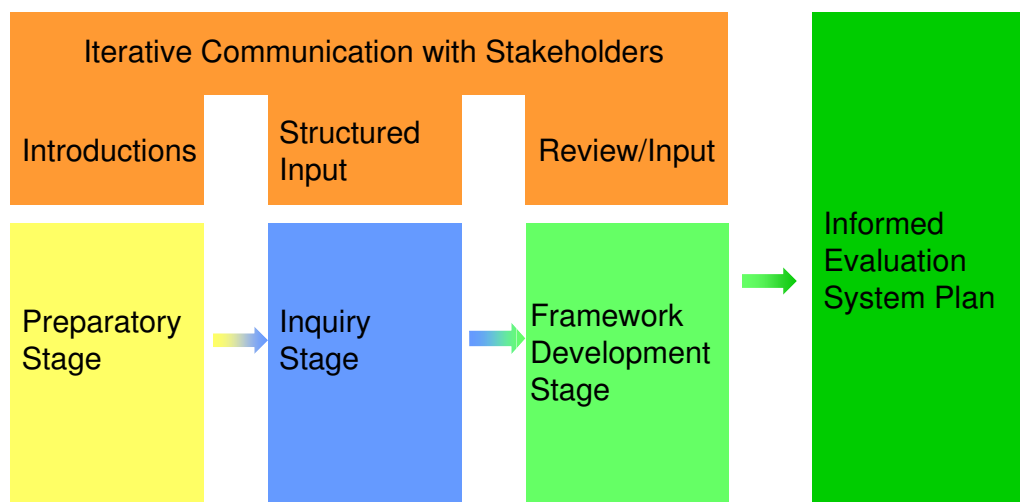 Iterative Communication with Stakeholders
Introductions
Structured
Input
Review/Input
Preparatory
Stage
Inquiry
Stage
Framework
Development
Stage
Informed
Evaluation
System Plan